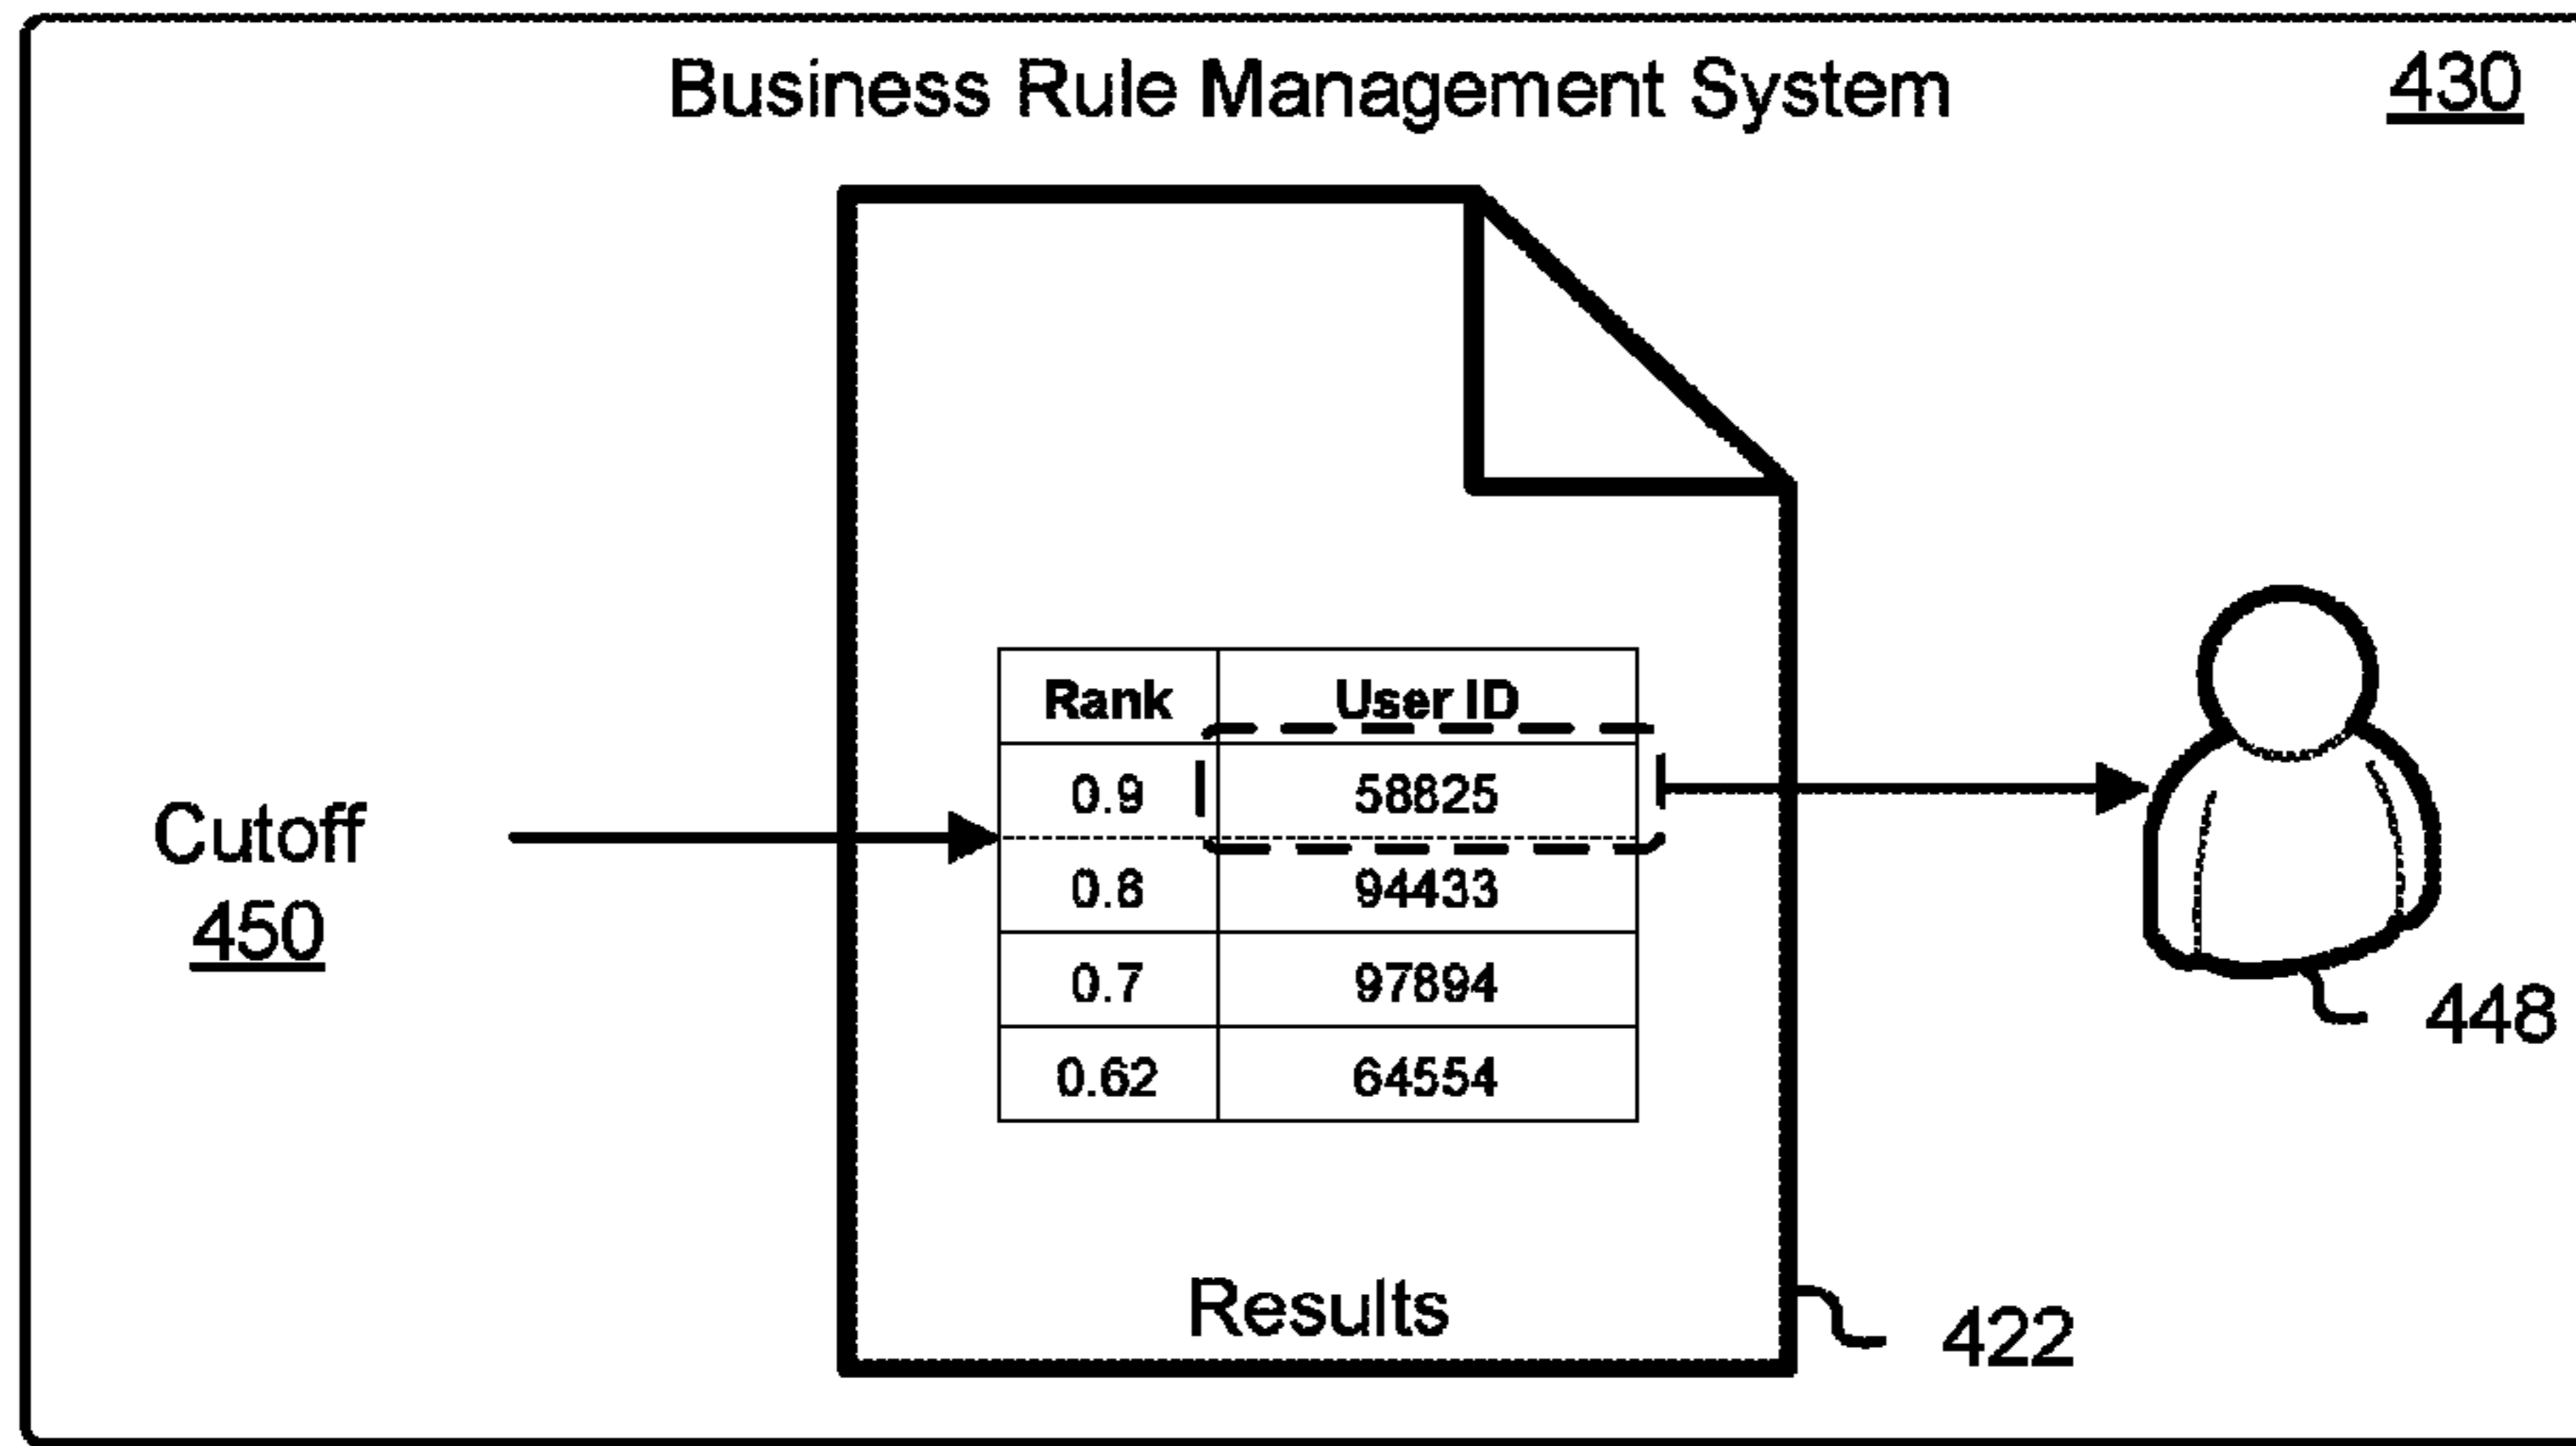 Business Rule Management System
430
Rank User ID
0.9 58825
Cutoff
450
0.8 94433
0.7 97894
0.62 64554
448
Results
422